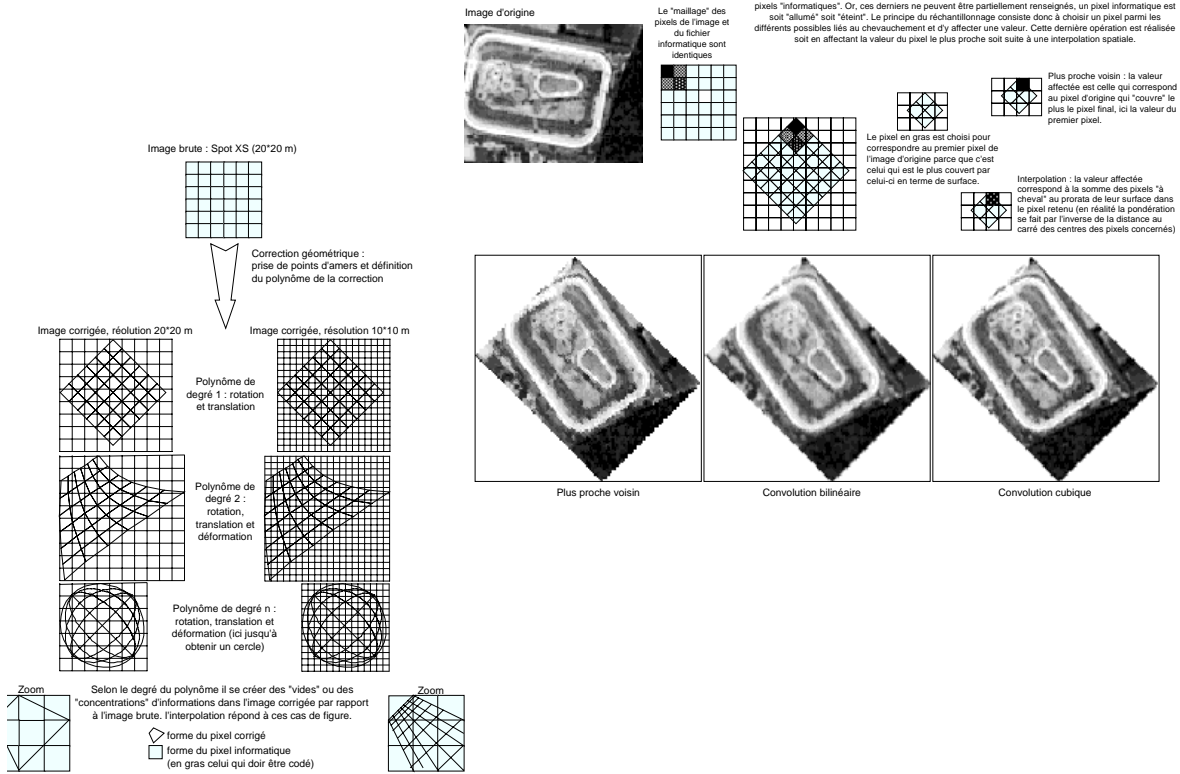 Image d'origine
Le "maillage" des
pixels de l'image et
du fichier
informatique sont
identiques
pixels "informatiques". Or, ces derniers ne peuvent être partiellement renseignés, un pixel informatique est
soit "allumé" soit "éteint". Le principe du réchantillonnage consiste donc à choisir un pixel parmi les
différents possibles liés au chevauchement et d'y affecter une valeur. Cette dernière opération est réalisée
soit en affectant la valeur du pixel le plus proche soit suite à une interpolation spatiale.
Plus proche voisin : la valeur
affectée est celle qui correspond
au pixel d'origine qui "couvre" le
plus le pixel final, ici la valeur du
premier pixel.
Le pixel en gras est choisi pour
correspondre au premier pixel de
l'image d'origine parce que c'est
celui qui est le plus couvert par
celui-ci en terme de surface.
Interpolation : la valeur affectée
correspond à la somme des pixels "à
cheval" au prorata de leur surface dans
le pixel retenu (en réalité la pondération
se fait par l'inverse de la distance au
carré des centres des pixels concernés)
Image brute : Spot XS (20*20 m)
Correction géométrique :
prise de points d'amers et définition
du polynôme de la correction
Image corrigée, réolution 20*20 m
Image corrigée, résolution 10*10 m
Polynôme de
degré 1 : rotation
et translation
Polynôme de
degré 2 :
rotation,
translation et
déformation
Polynôme de degré n :
rotation, translation et
déformation (ici jusqu'à
obtenir un cercle)
Plus proche voisin
Convolution bilinéaire
Convolution cubique
Zoom
Selon le degré du polynôme il se créer des "vides" ou des
"concentrations" d'informations dans l'image corrigée par rapport
à l'image brute. l'interpolation répond à ces cas de figure.
Zoom
forme du pixel corrigé
forme du pixel informatique
(en gras celui qui doir être codé)